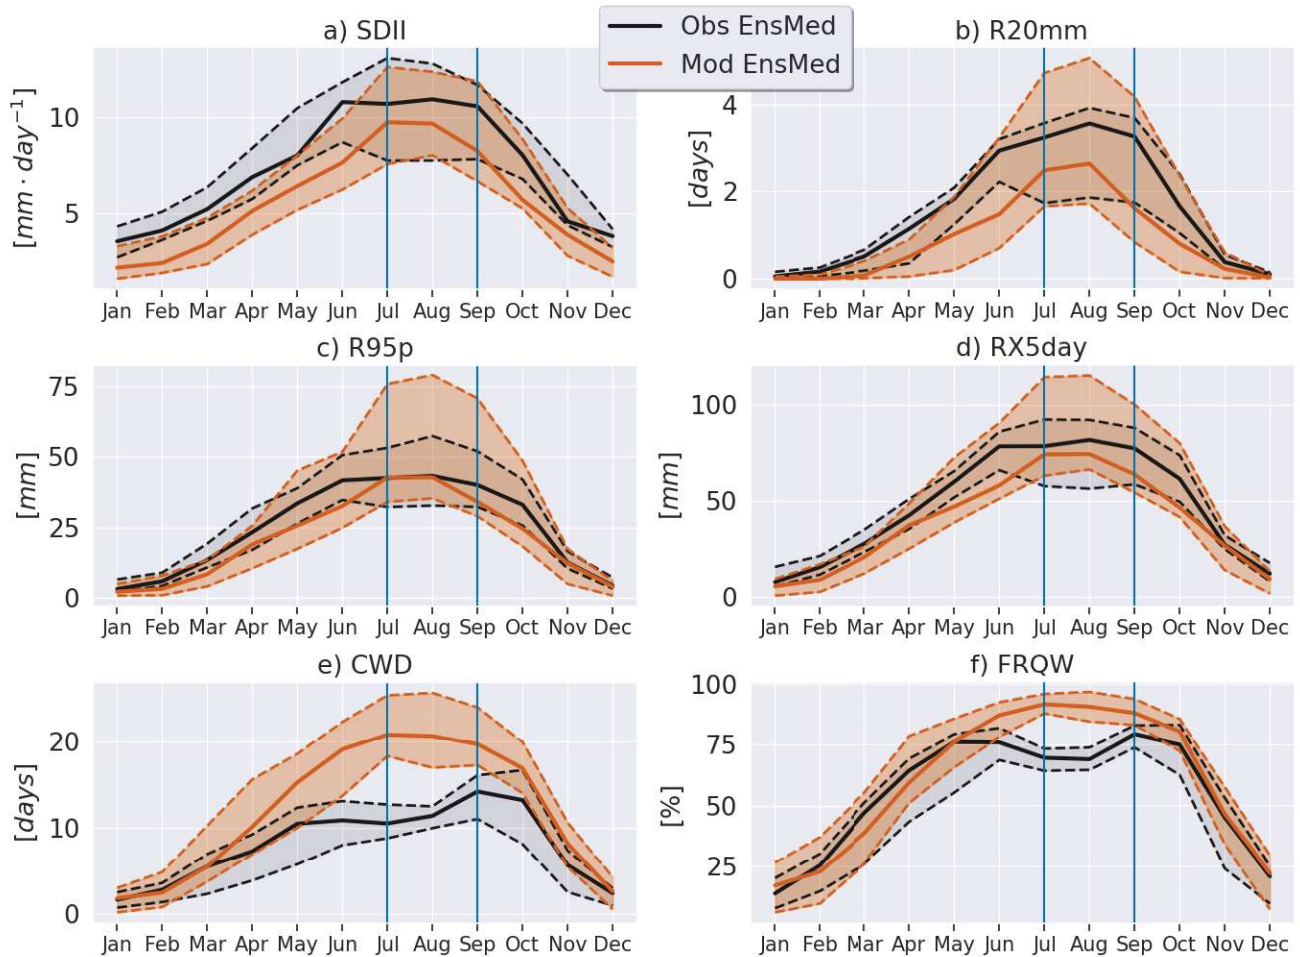 Obs EnsMed
Mod EnsMed
a) SDII
[mm · day⁻¹]
10
5
Jan Feb Mar Apr May Jun Jul Aug Sep Oct Nov Dec
b) R20mm
[days]
4
2
0
Jan Feb Mar Apr May Jun Jul Aug Sep Oct Nov Dec
c) R95p
[mm]
75
50
25
0
Jan Feb Mar Apr May Jun Jul Aug Sep Oct Nov Dec
d) RX5day
[mm]
100
50
0
Jan Feb Mar Apr May Jun Jul Aug Sep Oct Nov Dec
e) CWD
[days]
20
10
0
Jan Feb Mar Apr May Jun Jul Aug Sep Oct Nov Dec
f) FRQW
[%]
100
75
50
25
Jan Feb Mar Apr May Jun Jul Aug Sep Oct Nov Dec